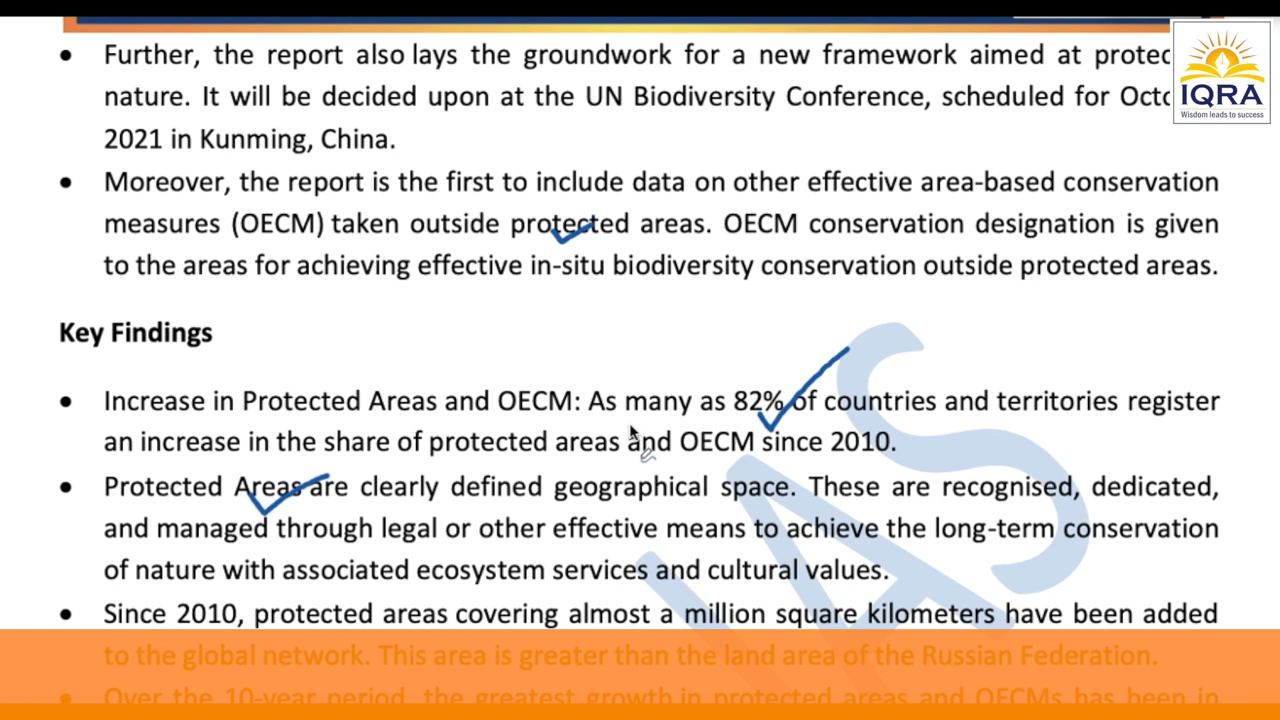 Further, the report also lays the groundwork for a new framework aimed at protec
nature. It will be decided upon at the UN Biodiversity Conference, scheduled for Octo
2021 in Kunming, China.
IQRA
Wisdom leads to success
Moreover, the report is the first to include data on other effective area-based conservation
measures (OECM) taken outside protected areas. OECM conservation designation is given
to the areas for achieving effective in-situ biodiversity conservation outside protected areas.
Key Findings
Increase in Protected Areas and OECM: As many as 82% of countries and territories register
an increase in the share of protected areas and OECM since 2010.
Protected Areas are clearly defined geographical space. These are recognised, dedicated,
and managed through legal or other effective means to achieve the long-term conservation
of nature with associated ecosystem services and cultural values.
Since 2010, protected areas covering almost a million square kilometers have been added
to the global network. This area is greater than the land area of the Russian Federation.
Over the 10-year period, the greatest growth in protected areas and OECMs has been in
IAS